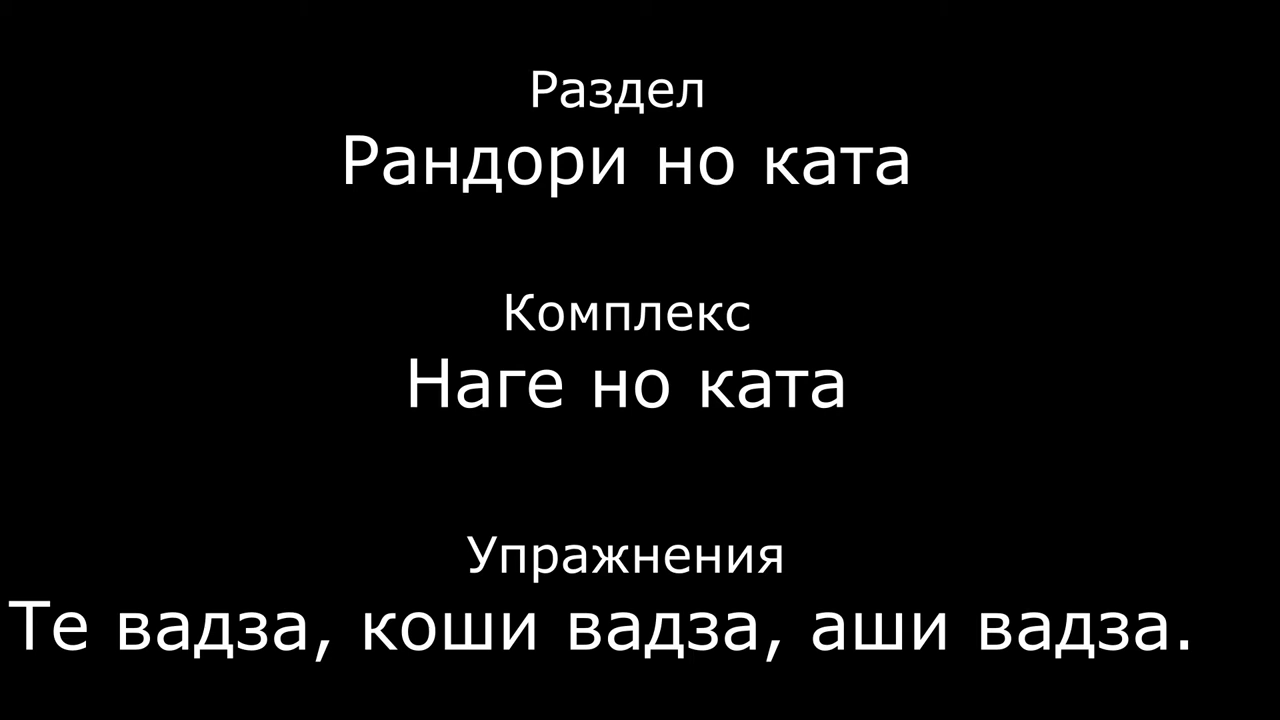 Раздел
Рандори но ката
Комплекс
Наге но ката
Упражнения
Те вадза, коши вадза, аши вадза.